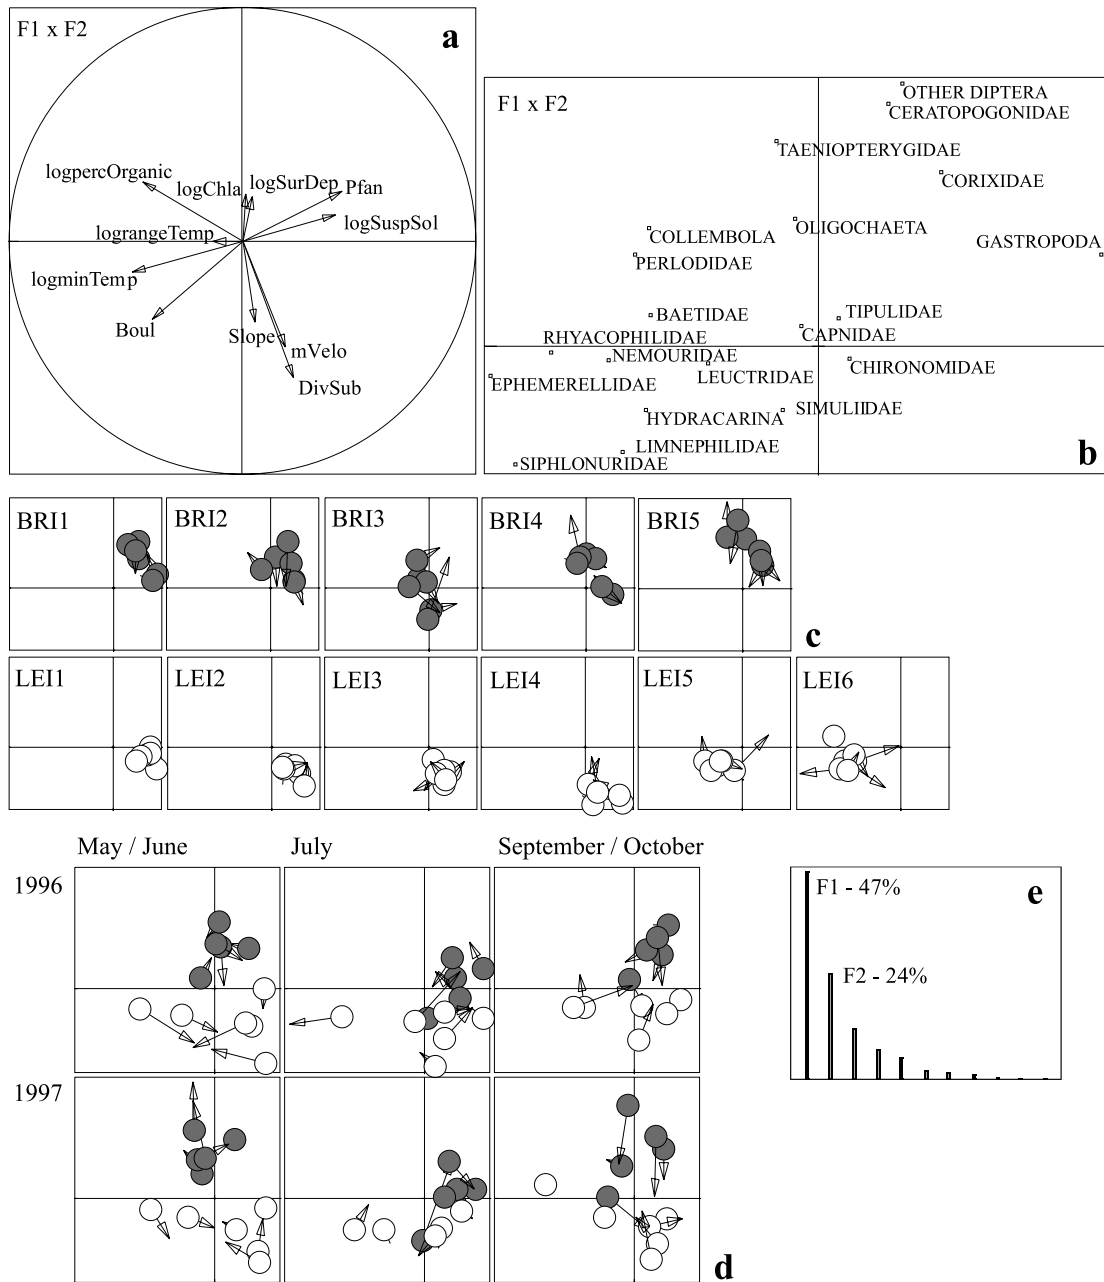 F1 x F2
a
logpercOrganic
logChla
logSurDep
Pfan
logSuspSol
lograngeTemp
logminTemp
Boul
Slope
mVelo
DivSub
F1 x F2
OTHER DIPTERA
CERATOPOGONIDAE
TAENIOPTERYGIDAE
CORIXIDAE
OLIGOCHAETA
COLLEMBOLA
GASTROPODA
PERLODIDAE
BAETIDAE
TIPULIDAE
RHYACOPHILIDAE
CAPNIDAE
NEMOURIDAE
CHIRONOMIDAE
EPHEMERELLIDAE
LEUCTRIDAE
HYDRACARINA
SIMULIIDAE
LIMNEPHILIDAE
SIPHLONURIDAE
b
BRI1
BRI2
BRI3
BRI4
BRI5
c
LEI1
LEI2
LEI3
LEI4
LEI5
LEI6
May / June
July
September / October
1996
1997
d
e
F1 - 47%
F2 - 24%